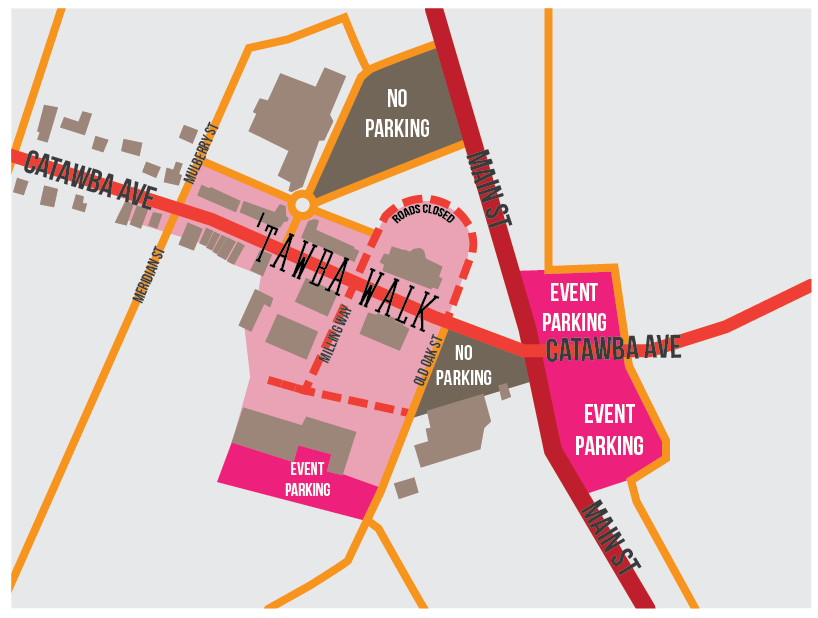 NO
PARKING
MULBERRY ST
CATAWBA AVE
MAIN ST
ROADS CLOSED
'TAWBA WALK
MERIDIAN ST
EVENT
PARKING
MILLING WAY
OLD OAK ST
NO
PARKING
CATAWBA AVE
EVENT
PARKING
EVENT
PARKING
MAIN ST